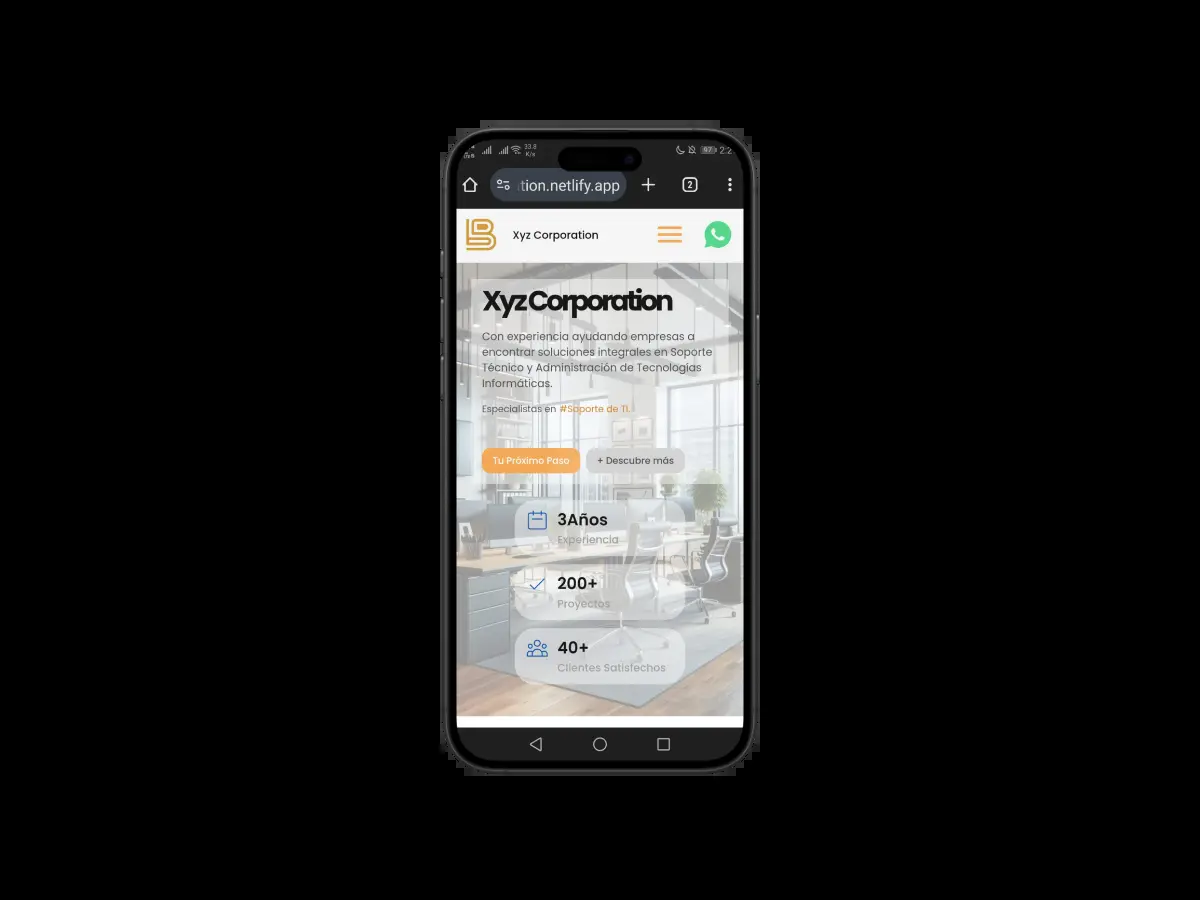 33.8
K/s
97
2:2
tion.netlify.app
2
Xyz Corporation
Xyz Corporation
Con experiencia ayudando empresas a
encontrar soluciones integrales en Soporte
Técnico y Administración de Tecnologías
Informáticas.
Especialistas en #Soporte de TI.
Tu Próximo Paso
+ Descubre más
3Años
Experiencia
200+
Proyectos
40+
Clientes Satisfechos